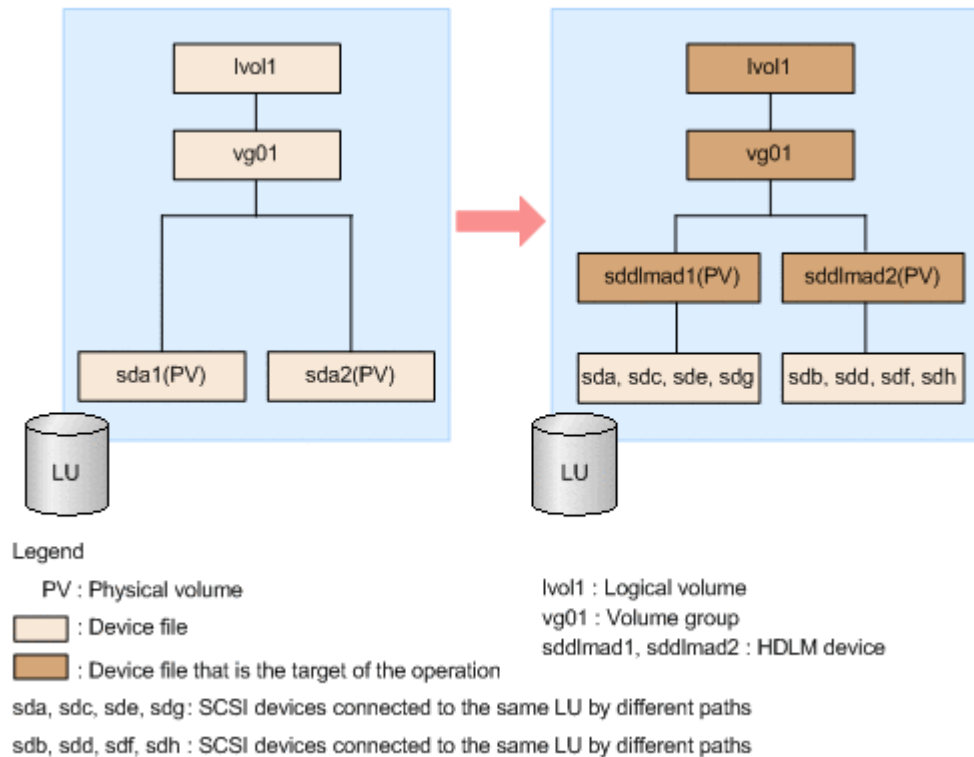 lvol1
vg01
sda1(PV)
sda2(PV)
LU
lvol1
vg01
sddlmad1(PV)
sddlmad2(PV)
sda, sdc, sde, sdg
sdb, sdd, sdf, sdh
LU
Legend
PV : Physical volume
: Device file
: Device file that is the target of the operation
lvol1 : Logical volume
vg01 : Volume group
sddlmad1, sddlmad2 : HDLM device
sda, sdc, sde, sdg: SCSI devices connected to the same LU by different paths
sdb, sdd, sdf, sdh : SCSI devices connected to the same LU by different paths